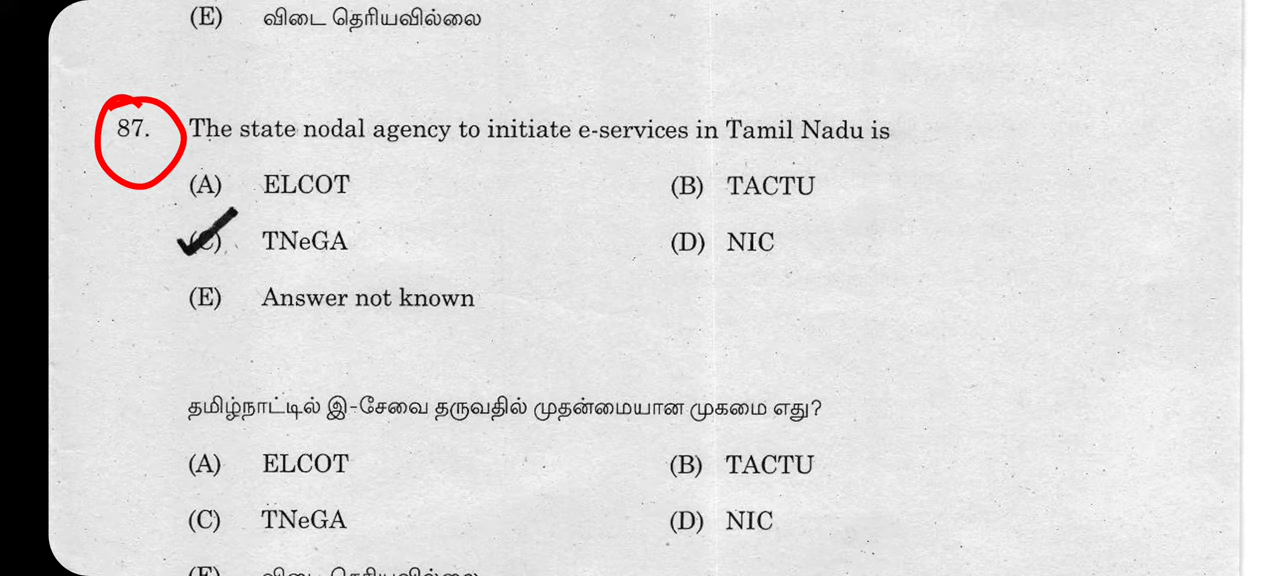 (E) விடை தெரியவில்லை
87. The state nodal agency to initiate e-services in Tamil Nadu is
(A) ELCOT (B) TACTU
(C) TNeGA (D) NIC
(E) Answer not known
தமிழ்நாட்டில் இ-சேவை தருவதில் முதன்மையான முகமை எது?
(A) ELCOT (B) TACTU
(C) TNeGA (D) NIC
(E) விடை தெரியவில்லை